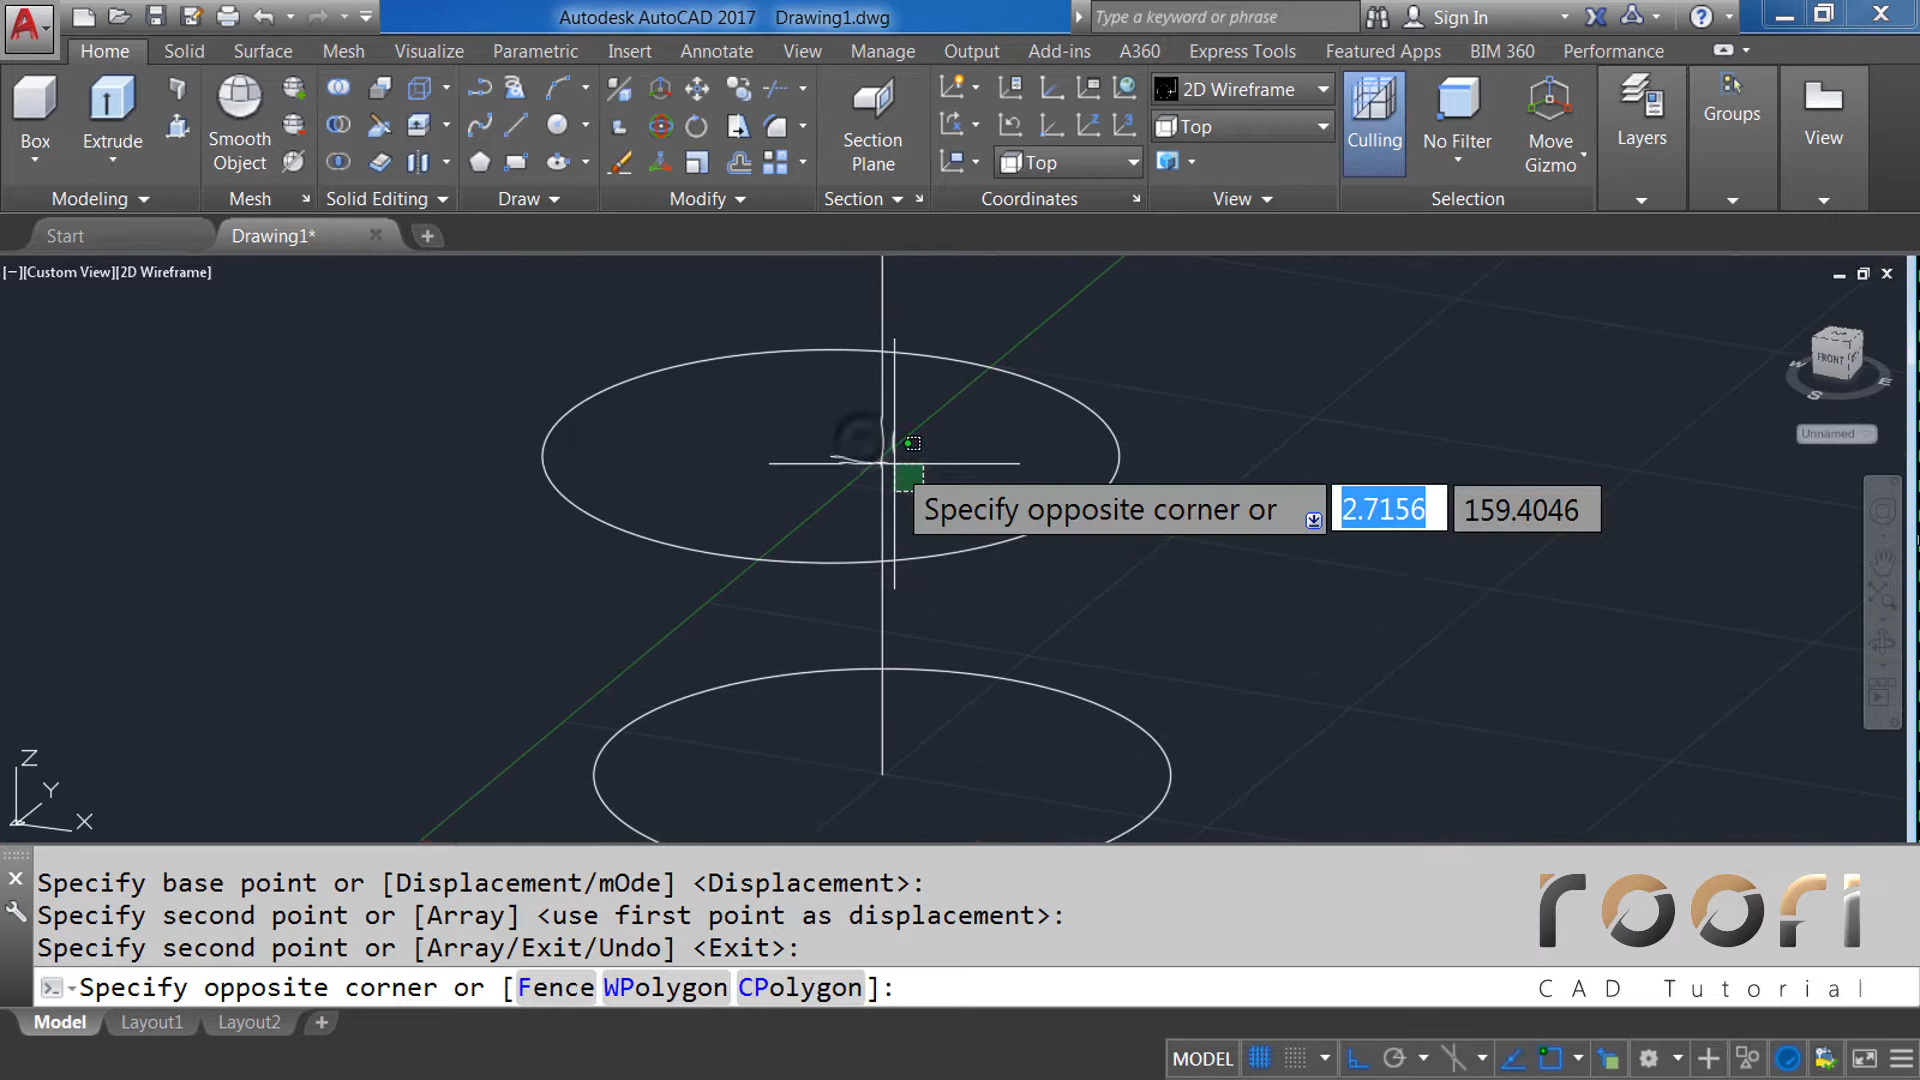 Autodesk AutoCAD 2017 Drawing1.dwg
Type a keyword or phrase
Sign In
Home Solid Surface Mesh Visualize Parametric Insert Annotate View Manage Output Add-ins A360 Express Tools Featured Apps BIM 360 Performance
Box
Extrude
Smooth Object
Section Plane
2D Wireframe
Top
Top
Culling
No Filter
Move Gizmo
Layers
Groups
View
Modeling
Mesh
Solid Editing
Draw
Modify
Section
Coordinates
View
Selection
Start
Drawing1*
[−][Custom View][2D Wireframe]
FRONT
W
S
E
Unnamed
Specify opposite corner or 2.7156 159.4046
Z
Y
X
Specify base point or [Displacement/mOde] <Displacement>:
Specify second point or [Array] <use first point as displacement>:
Specify second point or [Array/Exit/Undo] <Exit>:
Specify opposite corner or [Fence WPolygon CPolygon]:
roofi
CAD Tutorial
Model Layout1 Layout2
MODEL